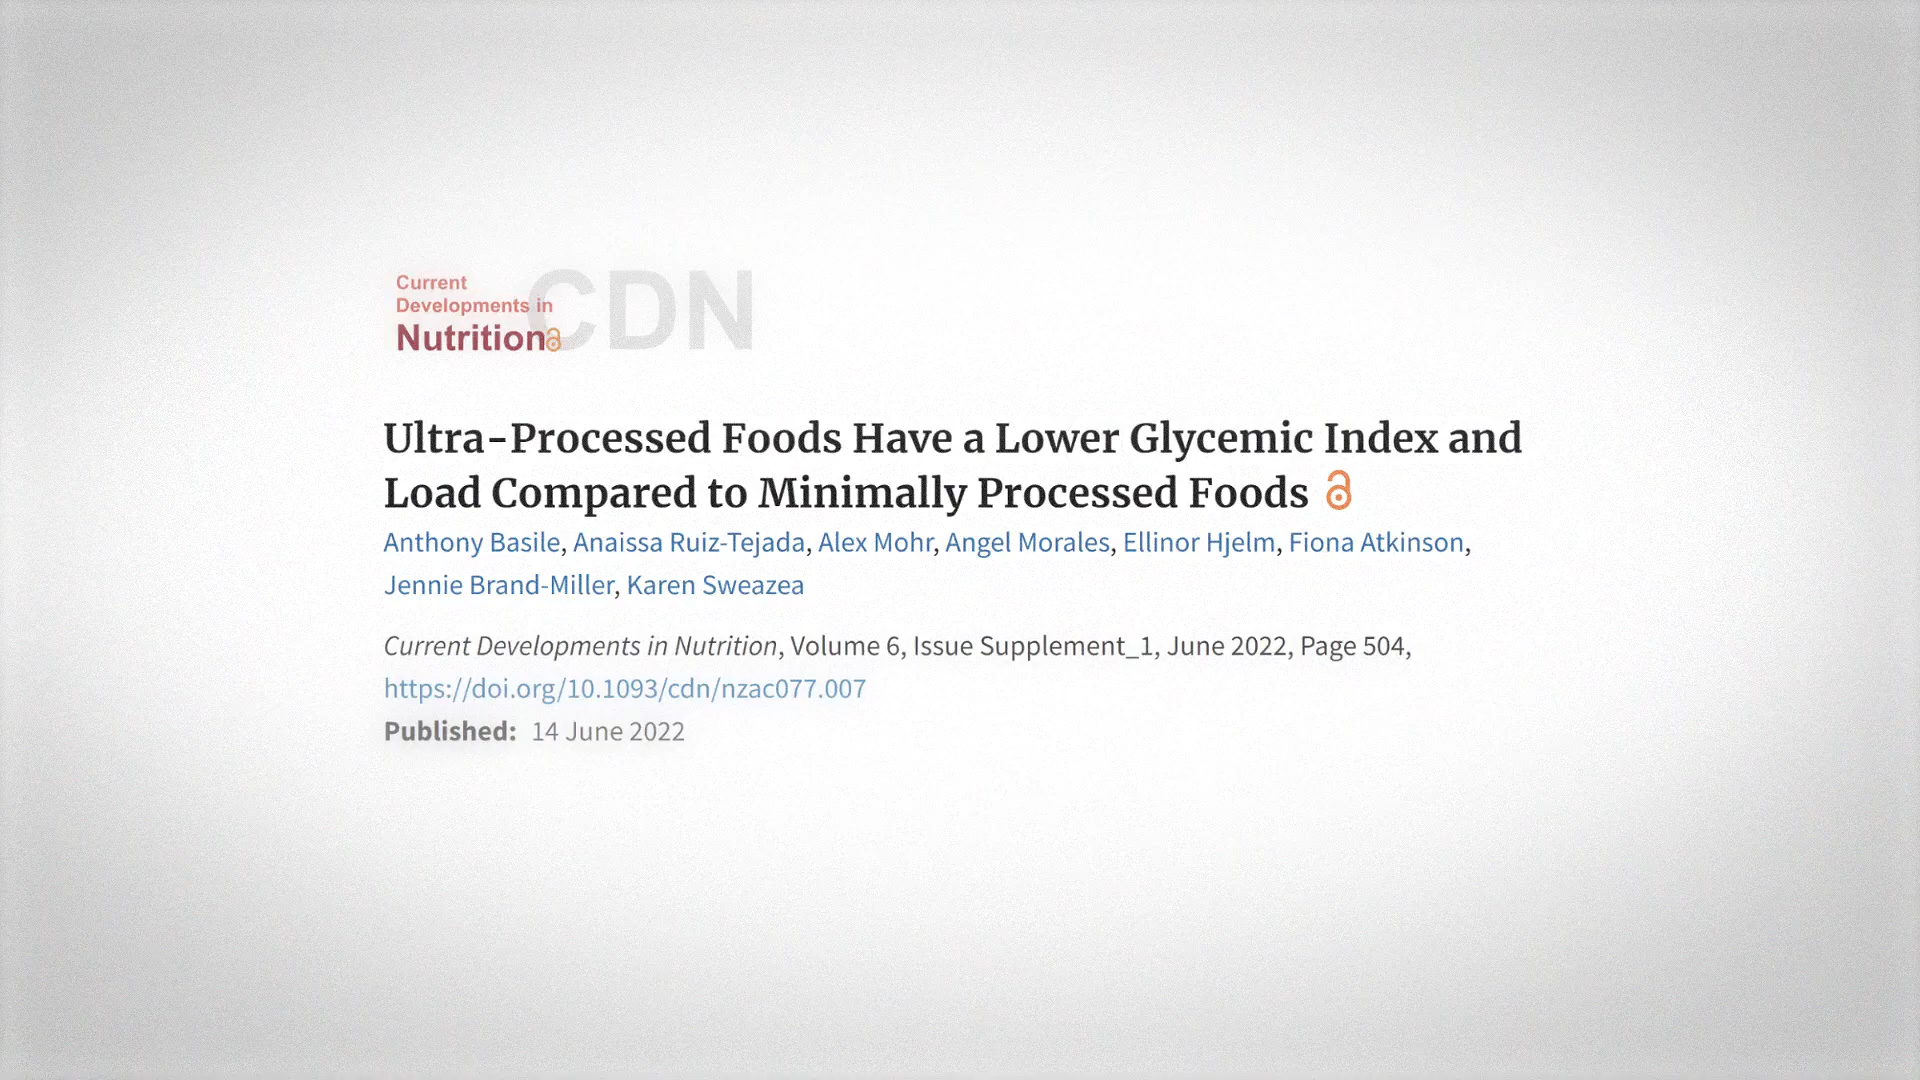 Current
Developments in
Nutrition
CDN
Ultra-Processed Foods Have a Lower Glycemic Index and
Load Compared to Minimally Processed Foods
Anthony Basile, Anaissa Ruiz-Tejada, Alex Mohr, Angel Morales, Ellinor Hjelm, Fiona Atkinson,
Jennie Brand-Miller, Karen Sweazea
Current Developments in Nutrition, Volume 6, Issue Supplement_1, June 2022, Page 504,
https://doi.org/10.1093/cdn/nzac077.007
Published: 14 June 2022